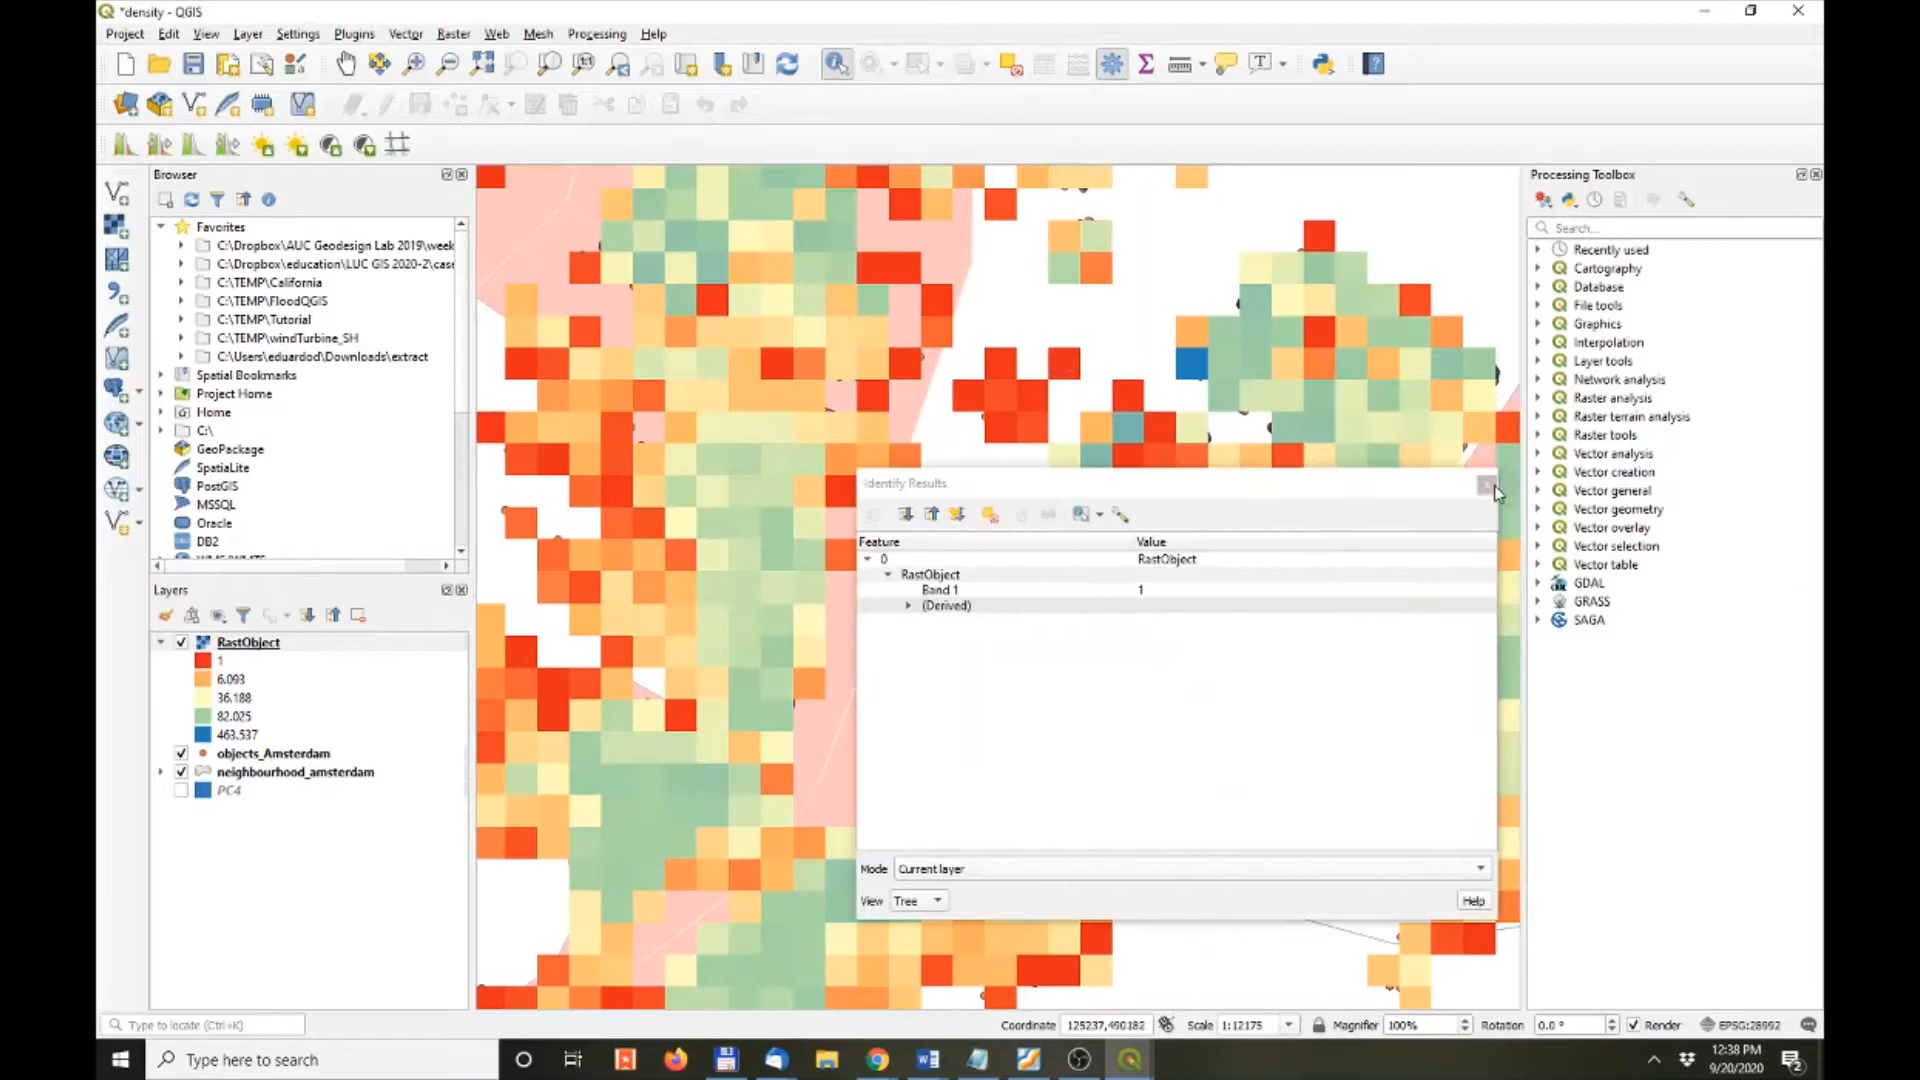 *density - QGIS
Project Edit View Layer Settings Plugins Vector Raster Web Mesh Processing Help
Browser
Favorites
C:\Dropbox\AUC Geodesign Lab 2019\week
C:\Dropbox\education\LUC GIS 2020-2\case
C:\TEMP\California
C:\TEMP\FloodQGIS
C:\TEMP\Tutorial
C:\TEMP\windTurbine_SH
C:\Users\eduardod\Downloads\extract
Spatial Bookmarks
Project Home
Home
C:\
GeoPackage
SpatiaLite
PostGIS
MSSQL
Oracle
DB2
Layers
RastObject
1
6.093
36.188
82.025
463.537
objects_Amsterdam
neighbourhood_amsterdam
PC4
Identify Results
Feature Value
0 RastObject
RastObject
Band 1 1
(Derived)
Mode Current layer
View Tree Help
Processing Toolbox
Search...
Recently used
Cartography
Database
File tools
Graphics
Interpolation
Layer tools
Network analysis
Raster analysis
Raster terrain analysis
Raster tools
Vector analysis
Vector creation
Vector general
Vector geometry
Vector overlay
Vector selection
Vector table
GDAL
GRASS
SAGA
Type to locate (Ctrl+K) Coordinate 125237,490182 Scale 1:12175 Magnifier 100% Rotation 0.0 ° Render EPSG:28992
Type here to search
12:38 PM
9/20/2020
2